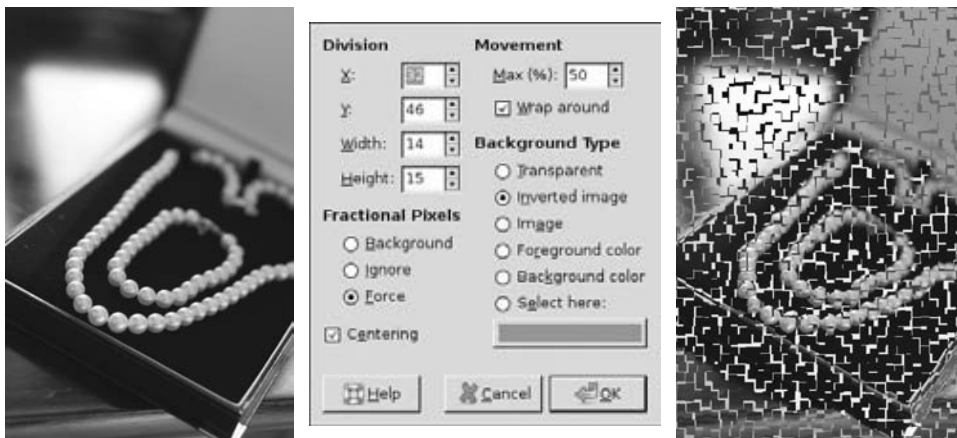 Division
X:
Y: 46
Width: 14
Height: 15
Fractional Pixels
Background
Ignore
Force
Centering
Movement
Max (%): 50
Wrap around
Background Type
Transparent
Inverted image
Image
Foreground color
Background color
Select here:
Help
Cancel
OK